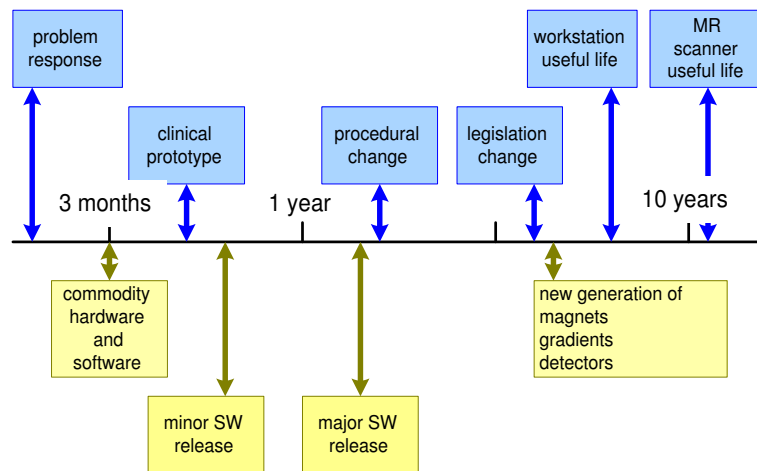 problem
response
workstation
useful life
MR
scanner
useful life
clinical
prototype
procedural
change
legislation
change
3 months
1 year
10 years
commodity
hardware
and
software
new generation of
magnets
gradients
detectors
minor SW
release
major SW
release